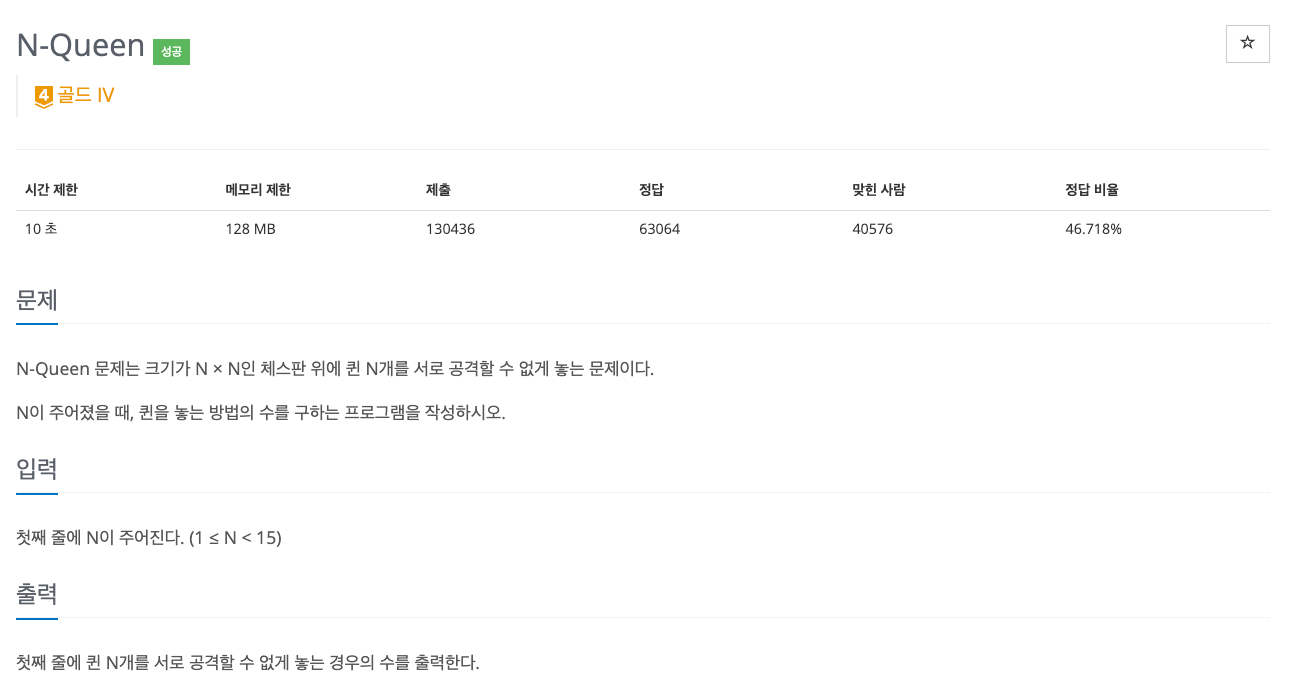 N-Queen 성공
4 골드 IV
시간 제한 메모리 제한 제출 정답 맞힌 사람 정답 비율
10 초 128 MB 130436 63064 40576 46.718%
문제
N-Queen 문제는 크기가 N × N인 체스판 위에 퀸 N개를 서로 공격할 수 없게 놓는 문제이다.
N이 주어졌을 때, 퀸을 놓는 방법의 수를 구하는 프로그램을 작성하시오.
입력
첫째 줄에 N이 주어진다. (1 ≤ N < 15)
출력
첫째 줄에 퀸 N개를 서로 공격할 수 없게 놓는 경우의 수를 출력한다.